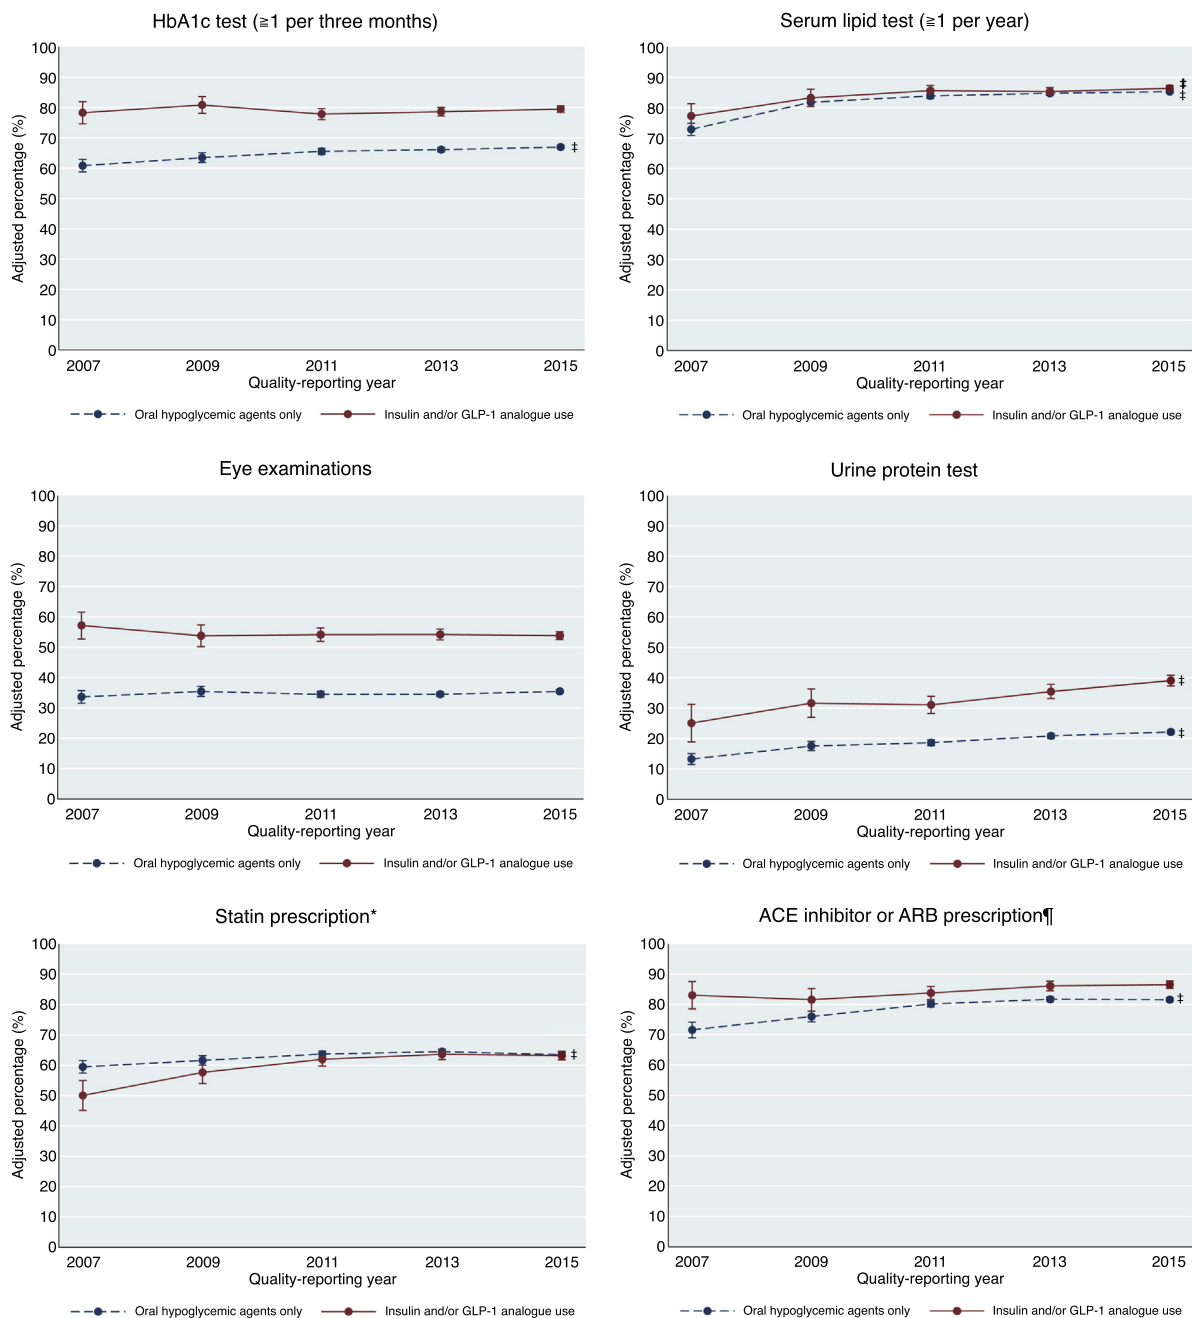 HbA1c test (≧1 per three months)
Adjusted percentage (%)
100
90
80
70
60
50
40
30
20
10
0
‡
2007 2009 2011 2013 2015
Quality-reporting year
Oral hypoglycemic agents only Insulin and/or GLP-1 analogue use
Serum lipid test (≧1 per year)
Adjusted percentage (%)
100
90
80
70
60
50
40
30
20
10
0
‡
‡
2007 2009 2011 2013 2015
Quality-reporting year
Oral hypoglycemic agents only Insulin and/or GLP-1 analogue use
Eye examinations
Adjusted percentage (%)
100
90
80
70
60
50
40
30
20
10
0
2007 2009 2011 2013 2015
Quality-reporting year
Oral hypoglycemic agents only Insulin and/or GLP-1 analogue use
Urine protein test
Adjusted percentage (%)
100
90
80
70
60
50
40
30
20
10
0
‡
‡
2007 2009 2011 2013 2015
Quality-reporting year
Oral hypoglycemic agents only Insulin and/or GLP-1 analogue use
Statin prescription*
Adjusted percentage (%)
100
90
80
70
60
50
40
30
20
10
0
‡
2007 2009 2011 2013 2015
Quality-reporting year
Oral hypoglycemic agents only Insulin and/or GLP-1 analogue use
ACE inhibitor or ARB prescription¶
Adjusted percentage (%)
100
90
80
70
60
50
40
30
20
10
0
‡
2007 2009 2011 2013 2015
Quality-reporting year
Oral hypoglycemic agents only Insulin and/or GLP-1 analogue use